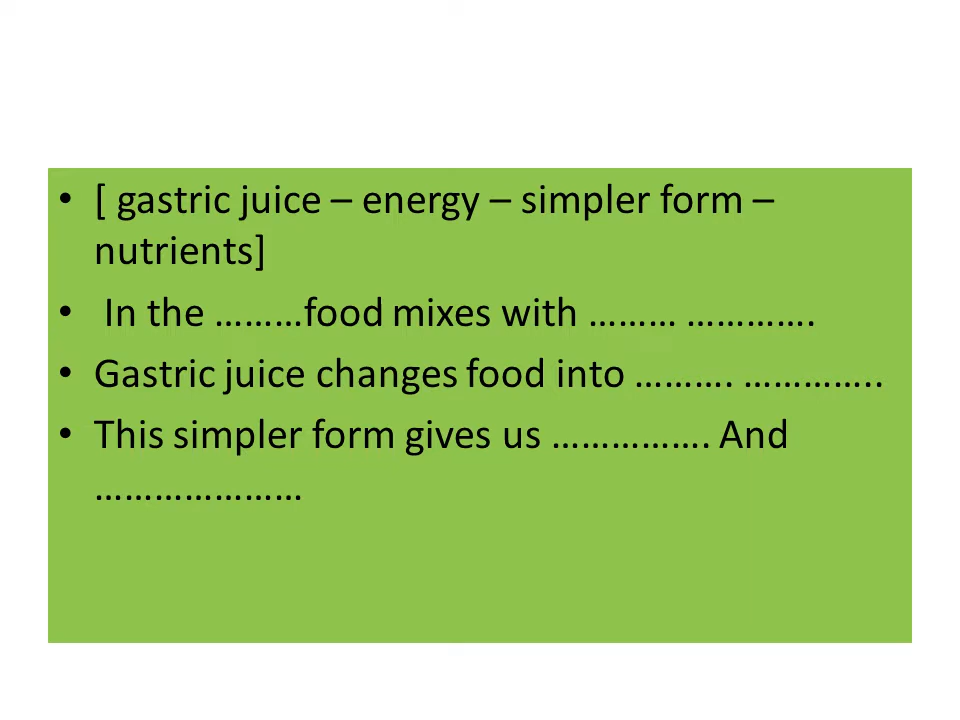 • [ gastric juice – energy – simpler form –
nutrients]
• In the ………food mixes with ……… ………….
• Gastric juice changes food into ………. …………..
• This simpler form gives us ……………. And
…………………